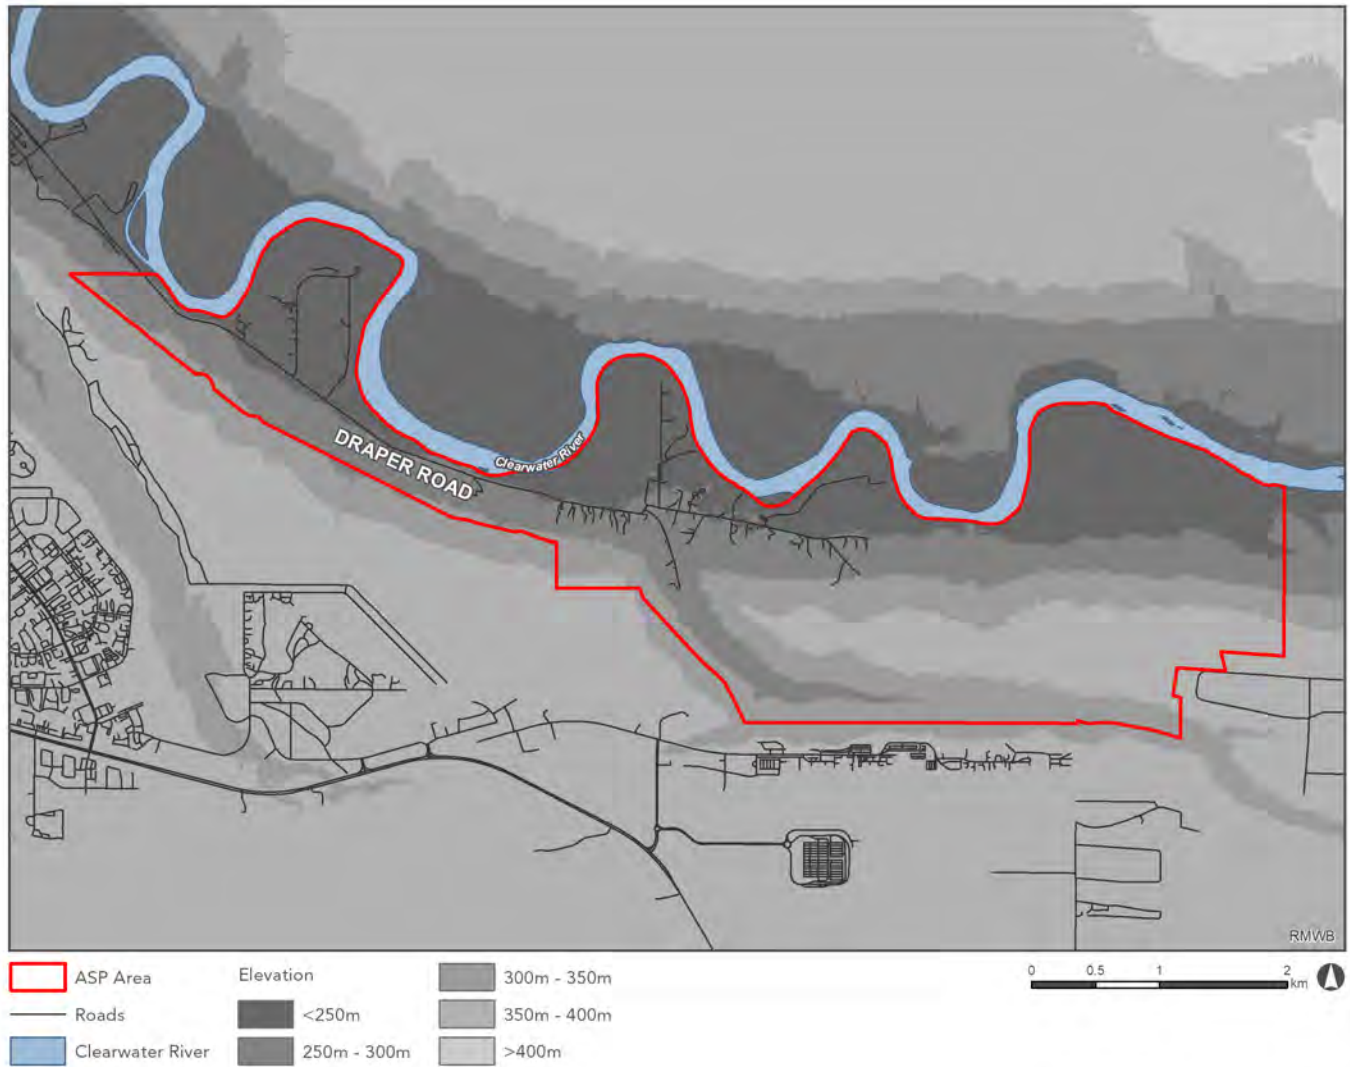 DRAPER ROAD
Clearwater River
RMWB
ASP Area
Roads
Clearwater River
Elevation
<250m
250m - 300m
300m - 350m
350m - 400m
>400m
0 0.5 1 2
km